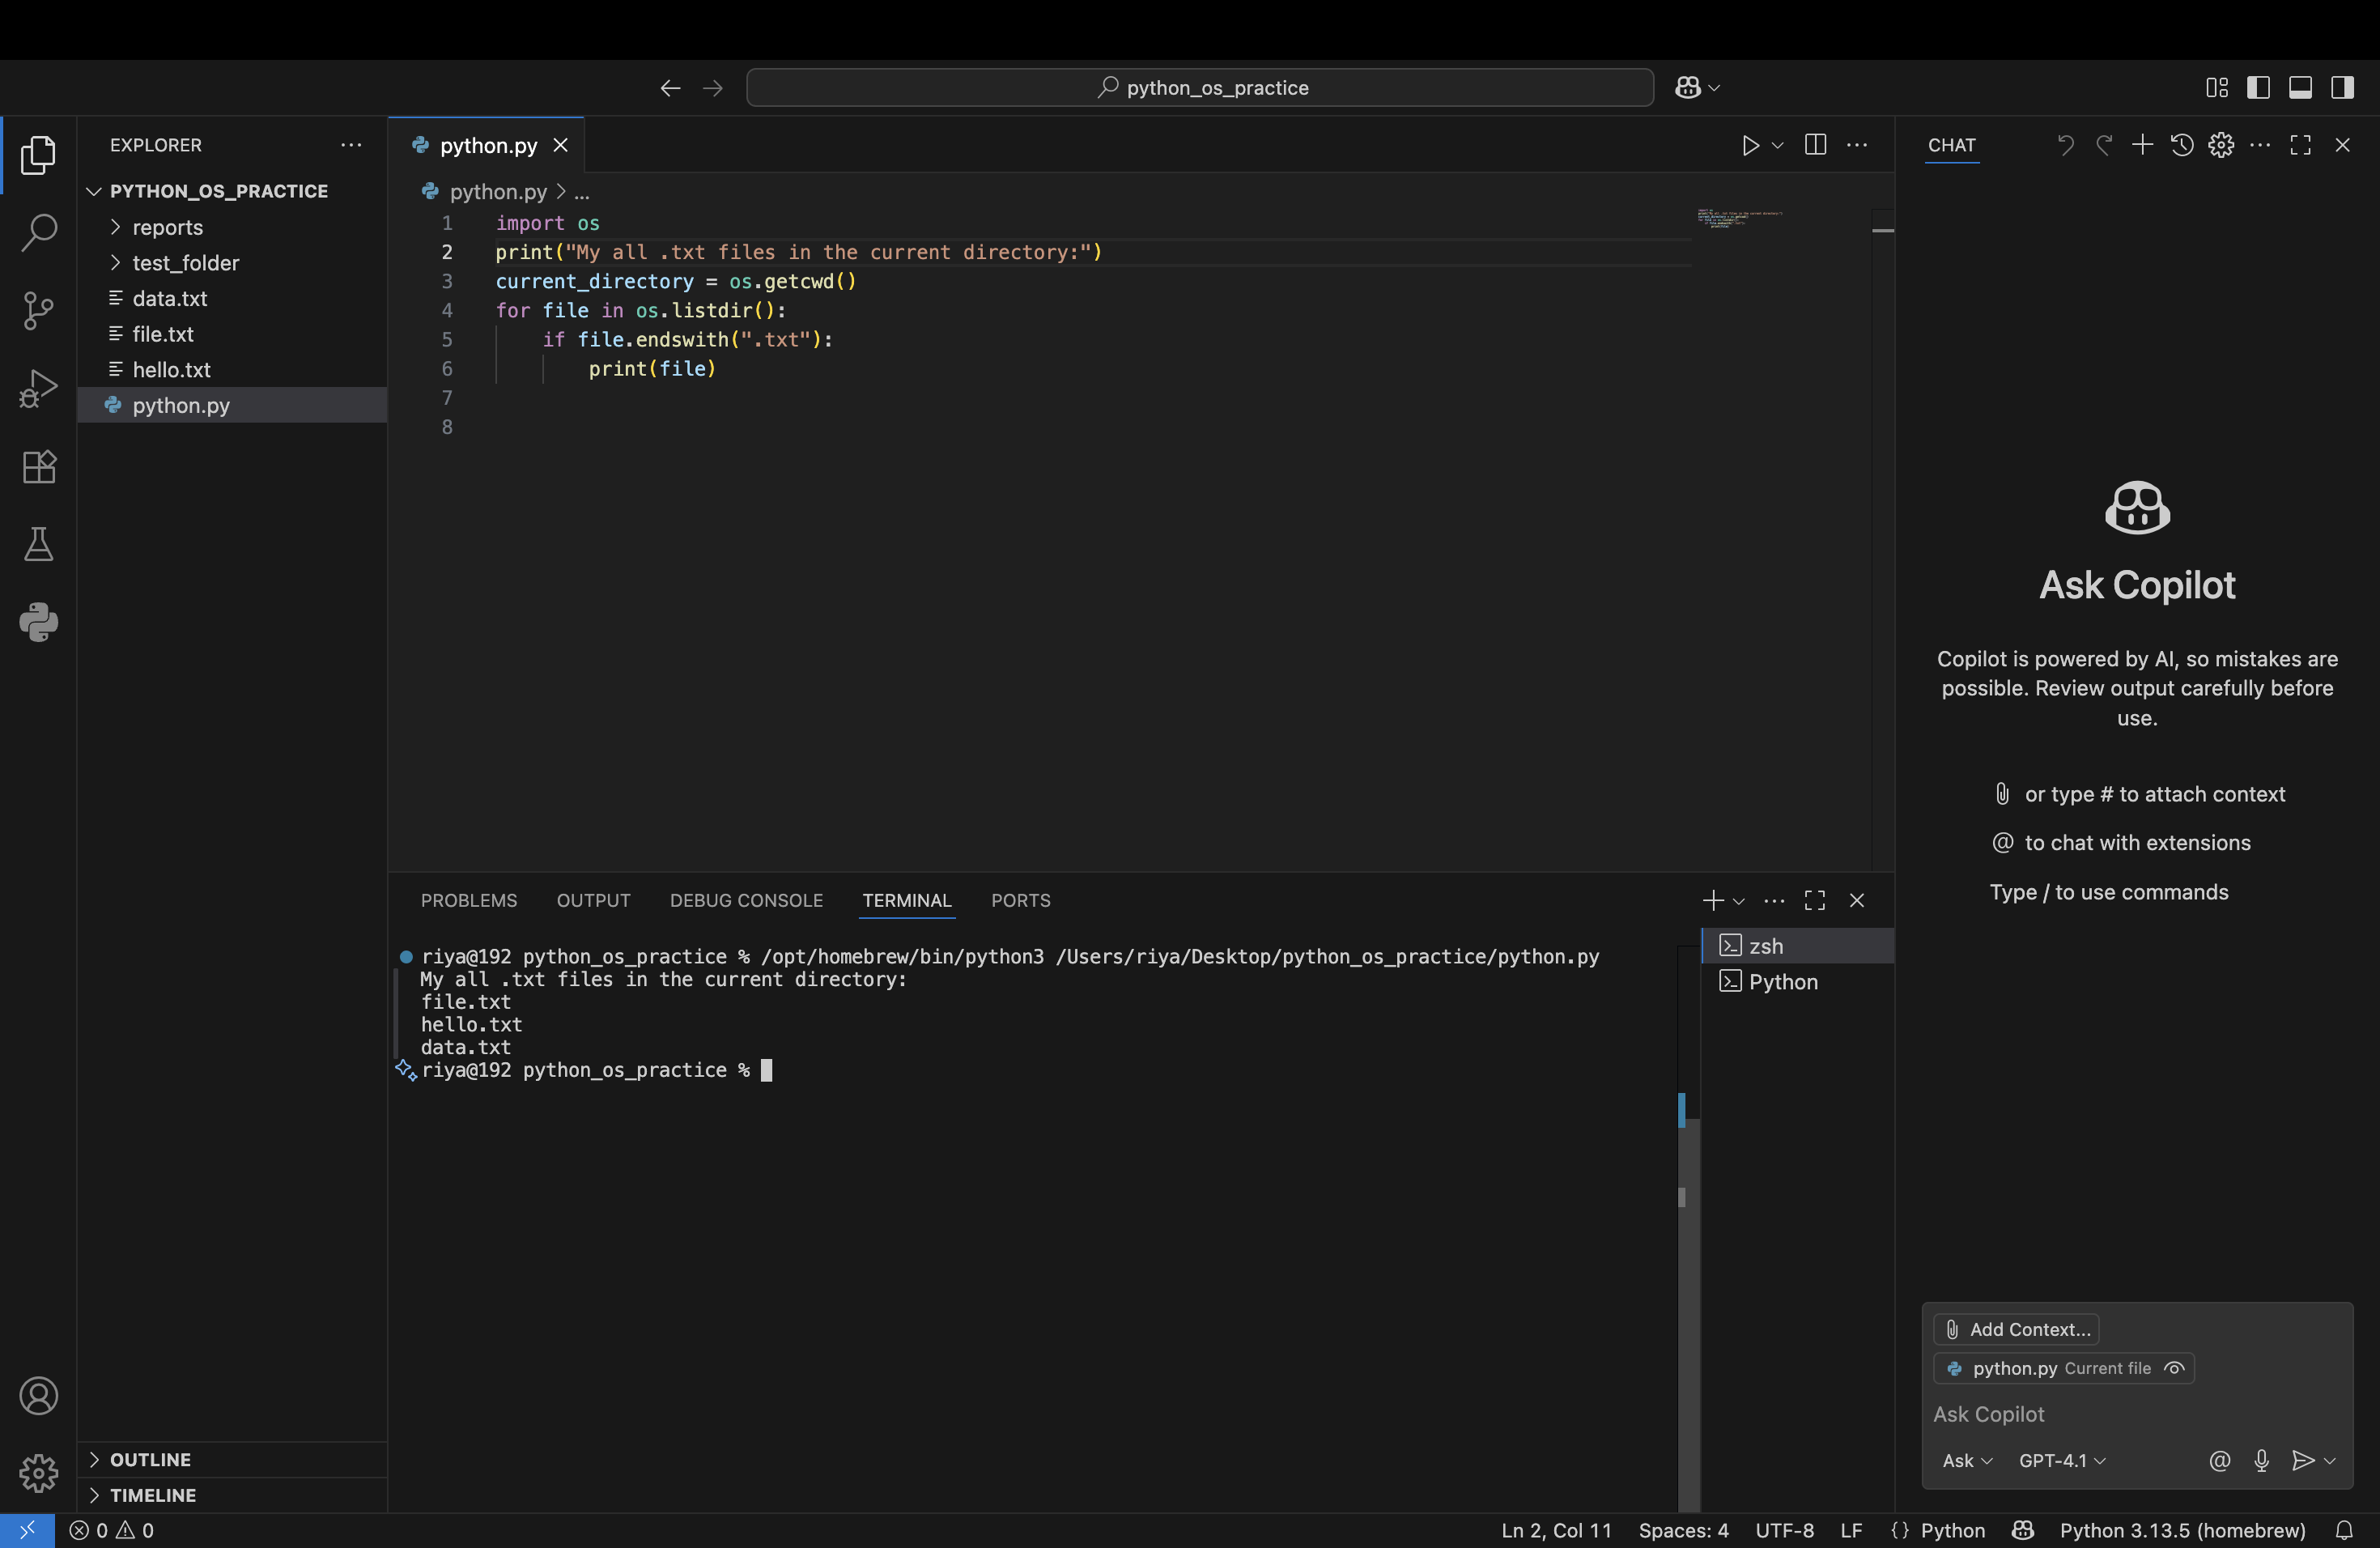 python_os_practice
EXPLORER
PYTHON_OS_PRACTICE
reports
test_folder
data.txt
file.txt
hello.txt
python.py
OUTLINE
TIMELINE
python.py
python.py > ...
1 import os
2 print("My all .txt files in the current directory:")
3 current_directory = os.getcwd()
4 for file in os.listdir():
5 if file.endswith(".txt"):
6 print(file)
7
8
PROBLEMS OUTPUT DEBUG CONSOLE TERMINAL PORTS
riya@192 python_os_practice % /opt/homebrew/bin/python3 /Users/riya/Desktop/python_os_practice/python.py
My all .txt files in the current directory:
file.txt
hello.txt
data.txt
riya@192 python_os_practice %
zsh
Python
CHAT
Ask Copilot
Copilot is powered by AI, so mistakes are
possible. Review output carefully before
use.
or type # to attach context
@ to chat with extensions
Type / to use commands
Add Context...
python.py Current file
Ask Copilot
Ask GPT-4.1 @
0 0
Ln 2, Col 11 Spaces: 4 UTF-8 LF {} Python Python 3.13.5 (homebrew)